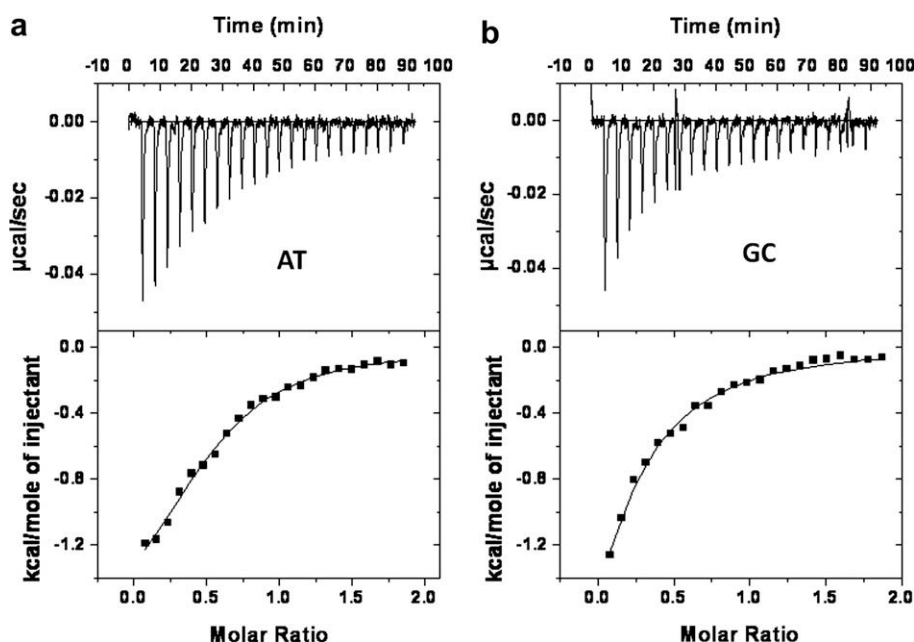 a
Time (min)
-10 0 10 20 30 40 50 60 70 80 90 100
0.00
-0.02
-0.04
µcal/sec
AT
0.0
-0.4
-0.8
-1.2
kcal/mole of injectant
0.0 0.5 1.0 1.5 2.0
Molar Ratio
b
Time (min)
-10 0 10 20 30 40 50 60 70 80 90 100
0.00
-0.02
-0.04
µcal/sec
GC
0.0
-0.4
-0.8
-1.2
kcal/mole of injectant
0.0 0.5 1.0 1.5 2.0
Molar Ratio